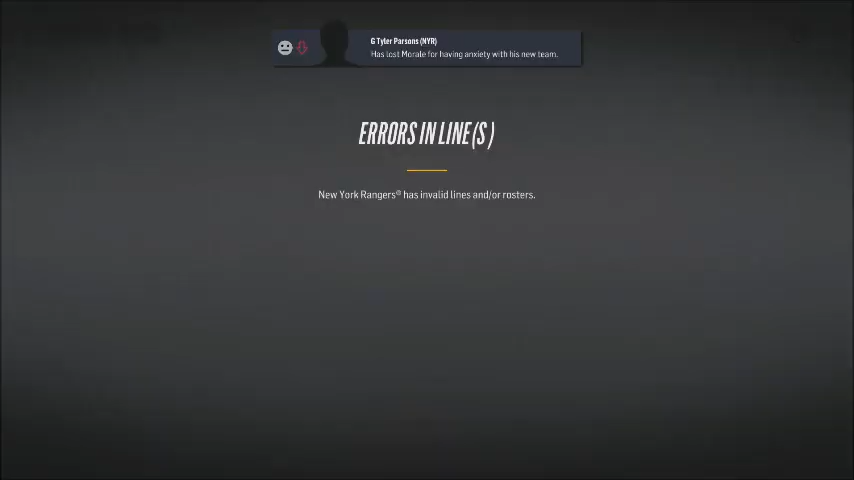 G Tyler Parsons (NYR)
Has lost Morale for having anxiety with his new team.
ERRORS IN LINE(S)
New York Rangers® has invalid lines and/or rosters.